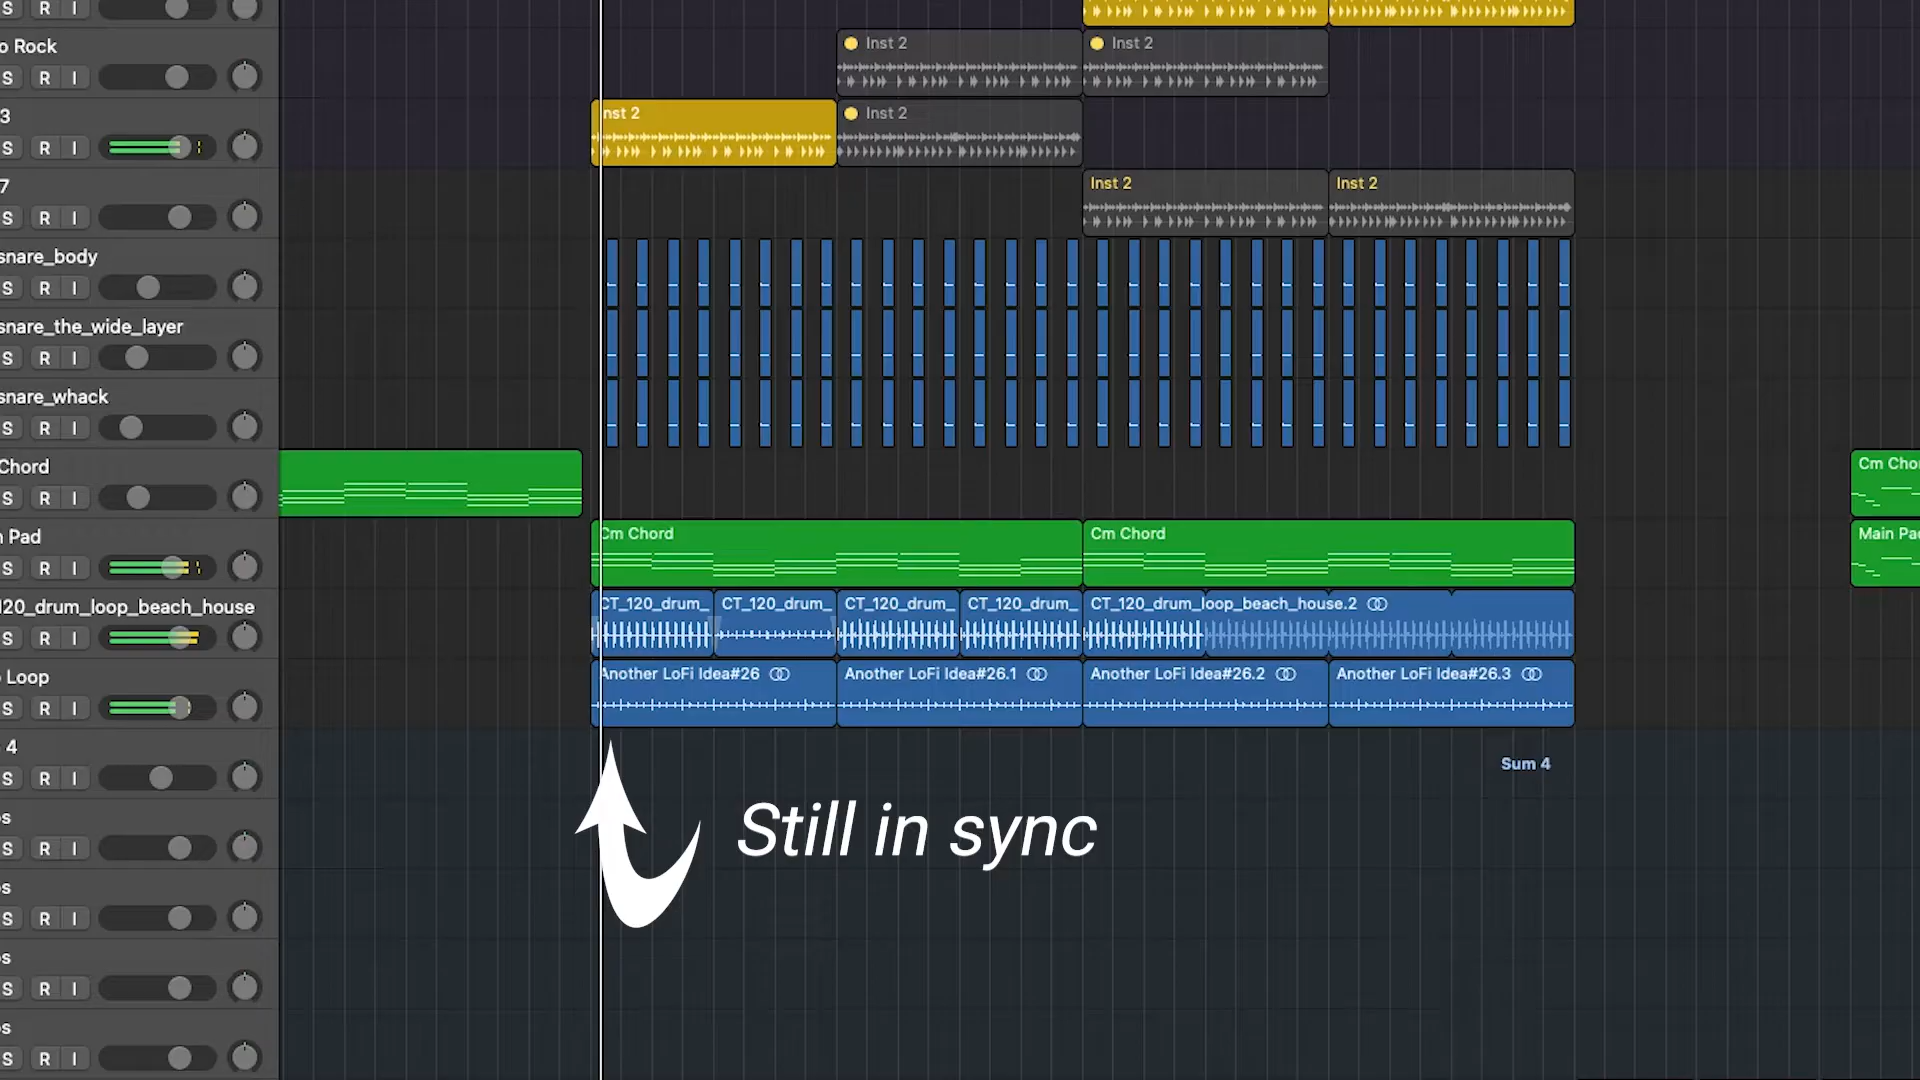 S R I
o Rock
Inst 2 Inst 2
S R I
3
nst 2 Inst 2
S R I
7
Inst 2 Inst 2
S R I
snare_body
S R I
snare_the_wide_layer
S R I
snare_whack
S R I
Chord
Cm Chor
S R I
Pad
Cm Chord Cm Chord Main Pad
S R I
120_drum_loop_beach_house
CT_120_drum_ CT_120_drum_ CT_120_drum_ CT_120_drum_ CT_120_drum_loop_beach_house.2
S R I
Loop
Another LoFi Idea#26 Another LoFi Idea#26.1 Another LoFi Idea#26.2 Another LoFi Idea#26.3
S R I
4
Sum 4
S R I
Still in sync
s
S R I
s
S R I
s
S R I
s
S R I